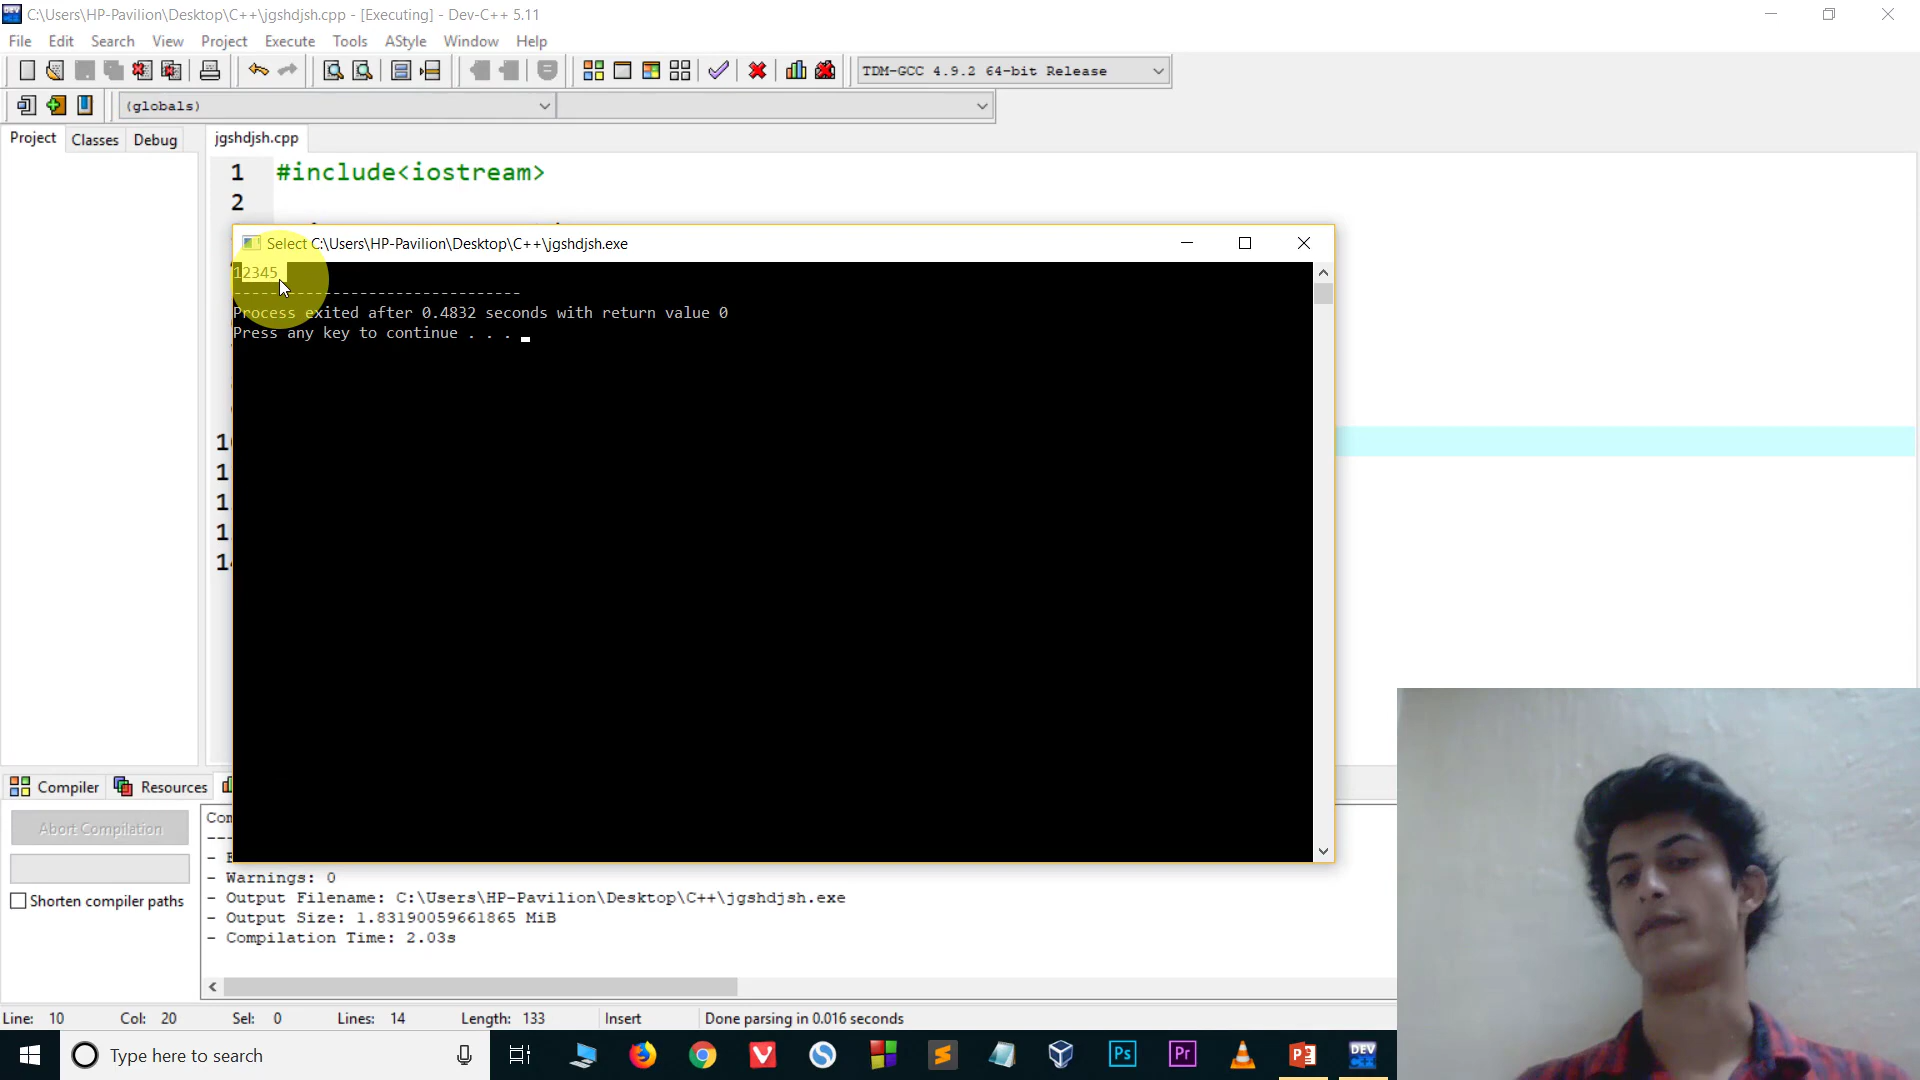 C:\Users\HP-Pavilion\Desktop\C++\jgshdjsh.cpp - [Executing] - Dev-C++ 5.11
File Edit Search View Project Execute Tools AStyle Window Help
TDM-GCC 4.9.2 64-bit Release
(globals)
Project Classes Debug
jgshdjsh.cpp
1 #include<iostream>
2
Select C:\Users\HP-Pavilion\Desktop\C++\jgshdjsh.exe
12345
--------------------------------
Process exited after 0.4832 seconds with return value 0
Press any key to continue . . .
Compiler Resources
Abort Compilation
Shorten compiler paths
- Warnings: 0
- Output Filename: C:\Users\HP-Pavilion\Desktop\C++\jgshdjsh.exe
- Output Size: 1.83190059661865 MiB
- Compilation Time: 2.03s
Line: 10 Col: 20 Sel: 0 Lines: 14 Length: 133 Insert Done parsing in 0.016 seconds
Type here to search
Ps
Pr
DEV